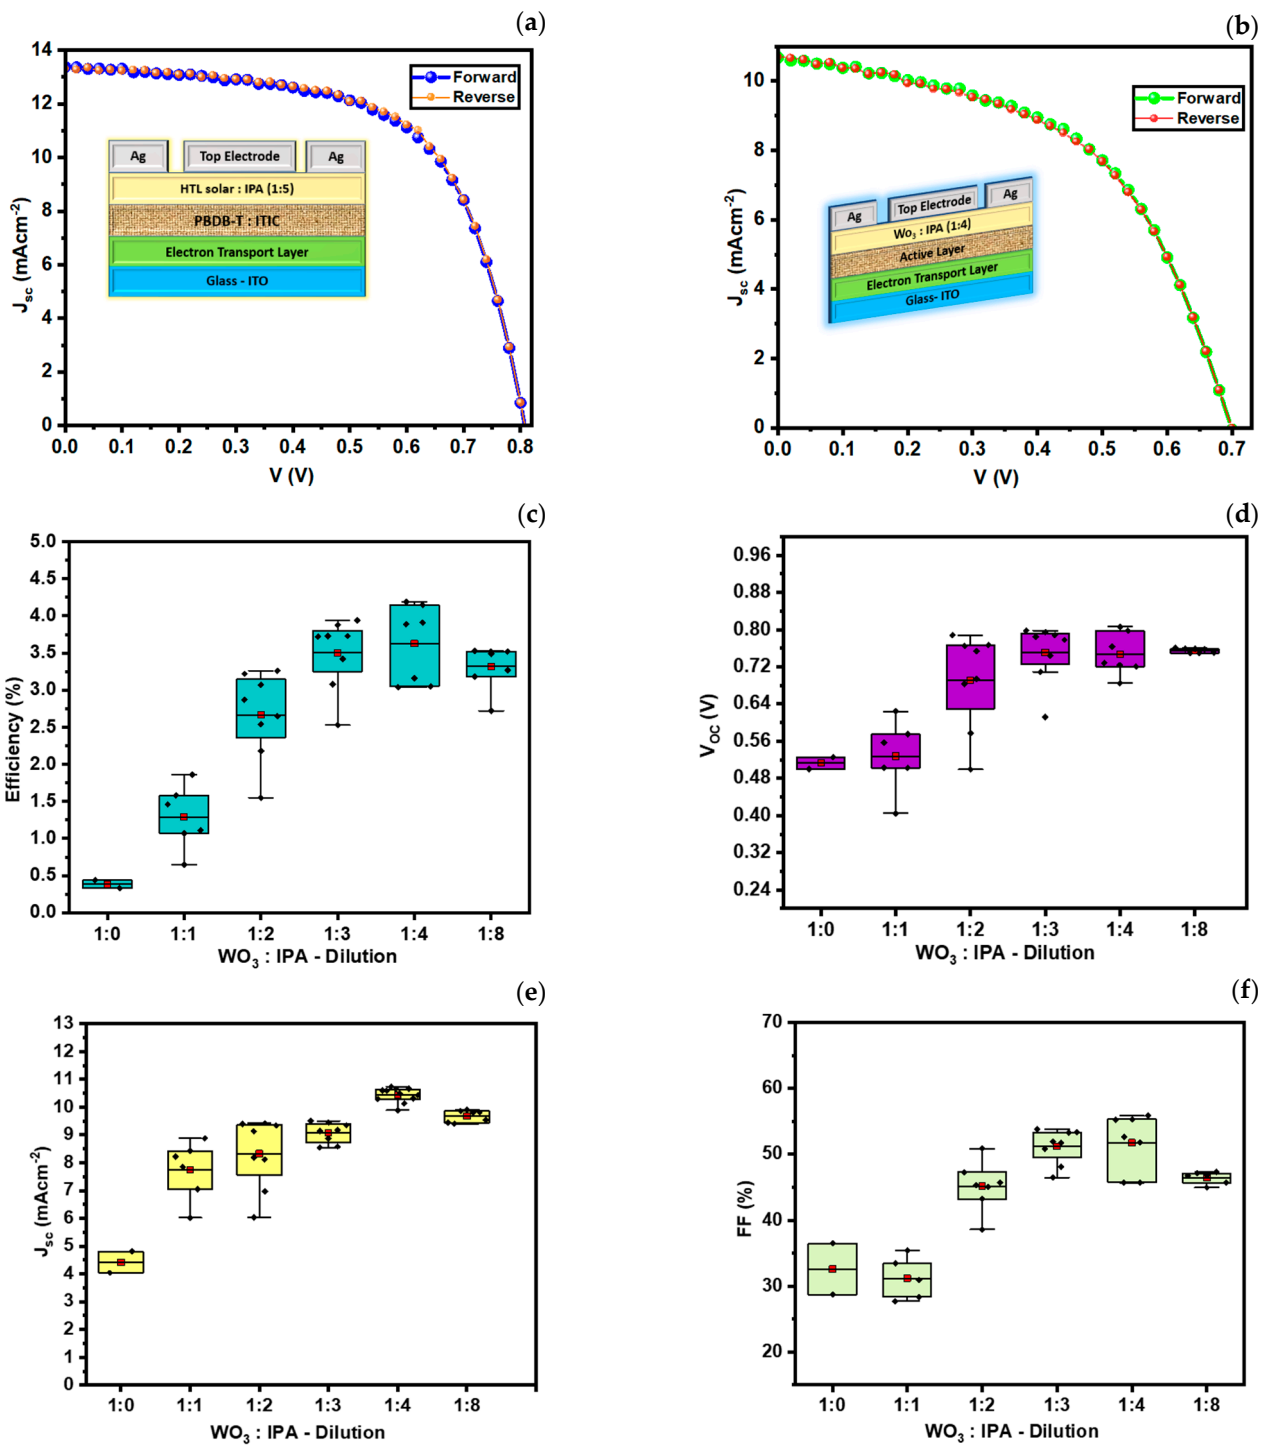 (a)
14
12
10
8
6
4
2
0
J_sc (mAcm⁻²)
Forward
Reverse
Ag
Top Electrode
Ag
HTL solar : IPA (1:5)
PBDB-T : ITIC
Electron Transport Layer
Glass - ITO
0.0 0.1 0.2 0.3 0.4 0.5 0.6 0.7 0.8
V (V)
(b)
10
8
6
4
2
0
J_sc (mAcm⁻²)
Forward
Reverse
Ag
Top Electrode
Ag
Wo₃ : IPA (1:4)
Active Layer
Electron Transport Layer
Glass- ITO
0.0 0.1 0.2 0.3 0.4 0.5 0.6 0.7
V (V)
(c)
5.0
4.5
4.0
3.5
3.0
2.5
2.0
1.5
1.0
0.5
0.0
Efficiency (%)
1:0 1:1 1:2 1:3 1:4 1:8
WO₃ : IPA - Dilution
(d)
0.96
0.88
0.80
0.72
0.64
0.56
0.48
0.40
0.32
0.24
V_OC (V)
1:0 1:1 1:2 1:3 1:4 1:8
WO₃ : IPA - Dilution
(e)
13
12
11
10
9
8
7
6
5
4
3
2
1
0
J_sc (mAcm⁻²)
1:0 1:1 1:2 1:3 1:4 1:8
WO₃ : IPA - Dilution
(f)
70
60
50
40
30
20
FF (%)
1:0 1:1 1:2 1:3 1:4 1:8
WO₃ : IPA - Dilution